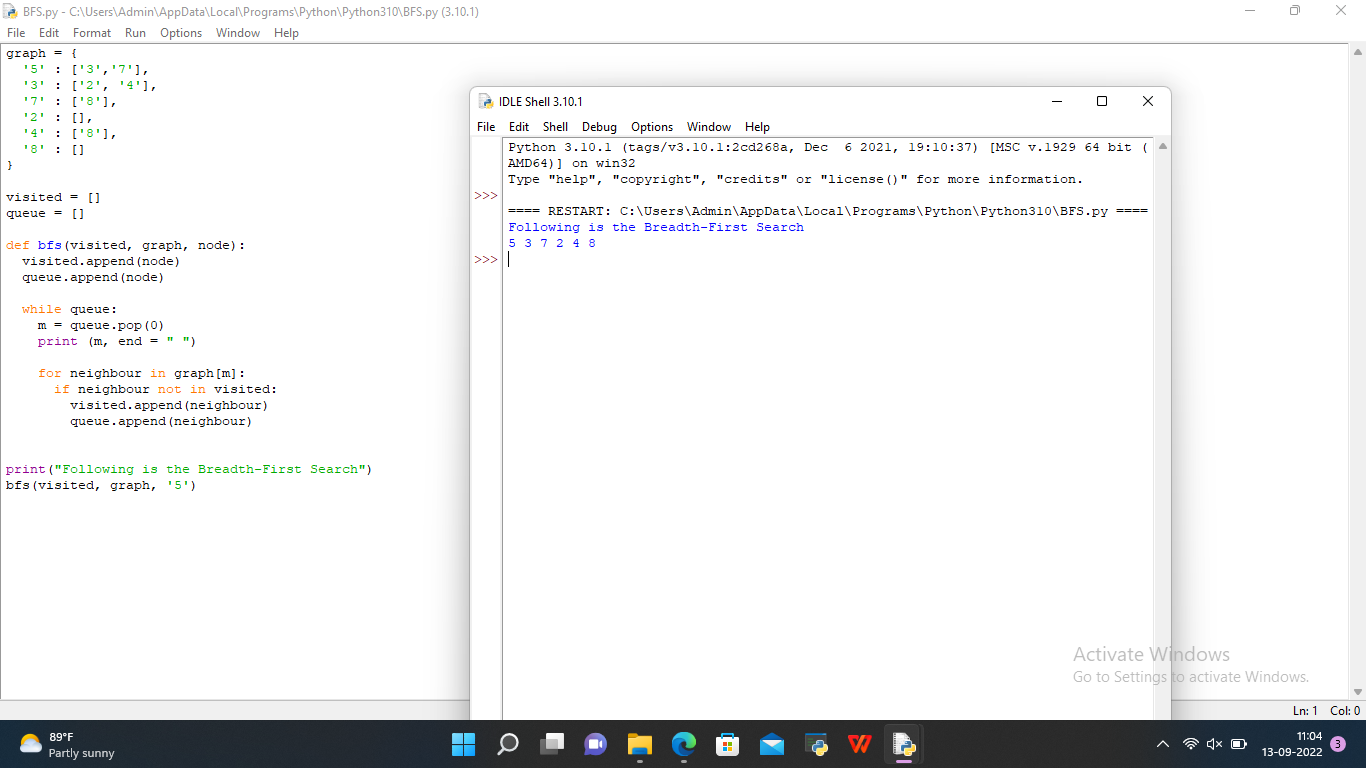 BFS.py - C:\Users\Admin\AppData\Local\Programs\Python\Python310\BFS.py (3.10.1)
File Edit Format Run Options Window Help
graph = {
  '5' : ['3','7'],
  '3' : ['2', '4'],
  '7' : ['8'],
  '2' : [],
  '4' : ['8'],
  '8' : []
}
visited = []
queue = []
def bfs(visited, graph, node):
  visited.append(node)
  queue.append(node)
  while queue:
    m = queue.pop(0)
    print (m, end = " ")
    for neighbour in graph[m]:
      if neighbour not in visited:
        visited.append(neighbour)
        queue.append(neighbour)
print("Following is the Breadth-First Search")
bfs(visited, graph, '5')
IDLE Shell 3.10.1
File Edit Shell Debug Options Window Help
Python 3.10.1 (tags/v3.10.1:2cd268a, Dec  6 2021, 19:10:37) [MSC v.1929 64 bit (
AMD64)] on win32
Type "help", "copyright", "credits" or "license()" for more information.
>>>
==== RESTART: C:\Users\Admin\AppData\Local\Programs\Python\Python310\BFS.py ====
Following is the Breadth-First Search
5 3 7 2 4 8
>>>
Activate Windows
Go to Settings to activate Windows.
Ln: 1 Col: 0
89°F
Partly sunny
11:04
13-09-2022
3